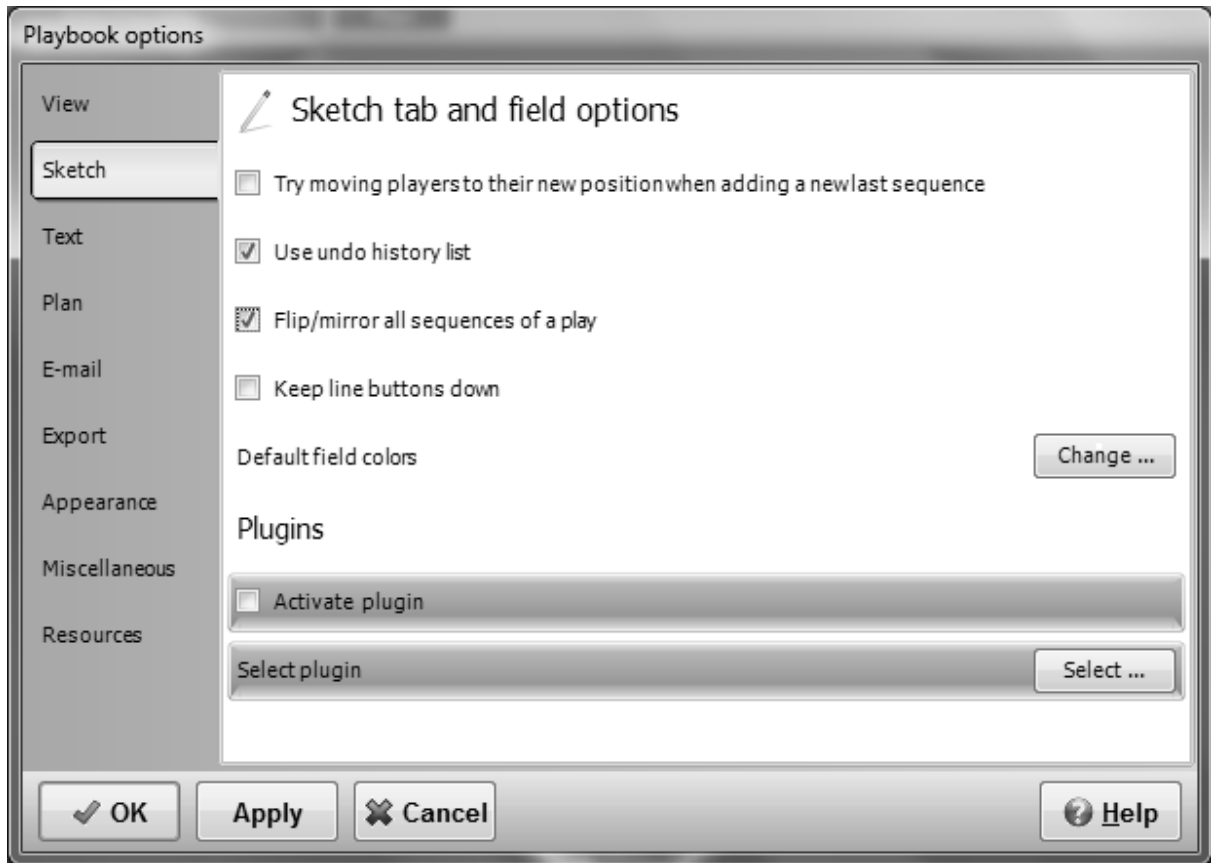 Playbook options
View
Sketch
Text
Plan
E-mail
Export
Appearance
Miscellaneous
Resources
Sketch tab and field options
Try moving players to their new position when adding a new last sequence
Use undo history list
Flip/mirror all sequences of a play
Keep line buttons down
Default field colors
Change ...
Plugins
Activate plugin
Select plugin
Select ...
OK
Apply
Cancel
Help